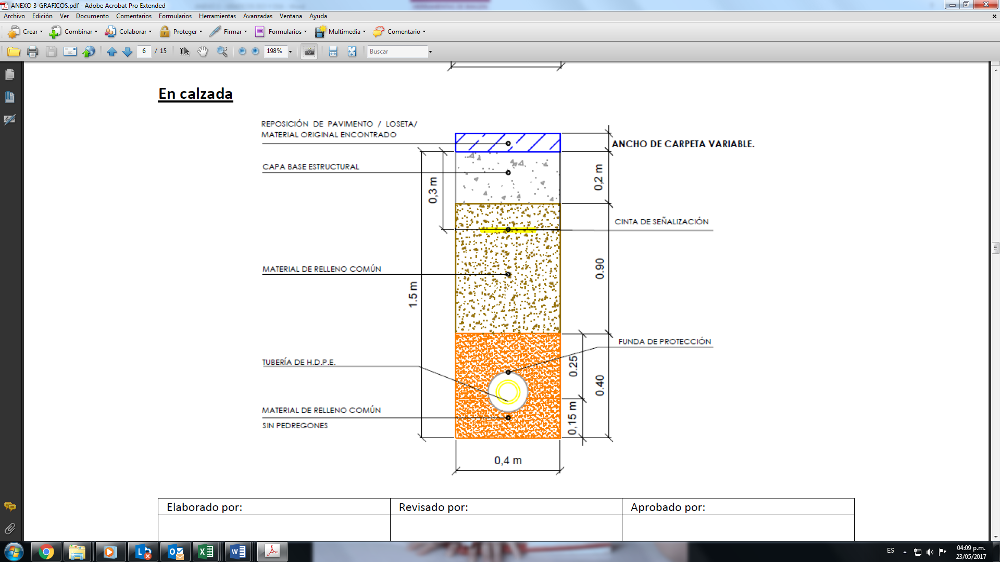 ANEXO 3-GRAFICOS.pdf - Adobe Acrobat Pro Extended
Archivo Edición Ver Documento Comentarios Formularios Herramientas Avanzadas Ventana Ayuda
Crear Combinar Colaborar Proteger Firmar Formularios Multimedia Comentario
6 / 15 198% Buscar
En calzada
REPOSICIÓN DE PAVIMENTO / LOSETA/
MATERIAL ORIGINAL ENCONTRADO
ANCHO DE CARPETA VARIABLE.
CAPA BASE ESTRUCTURAL
0,2 m
0,3 m
CINTA DE SEÑALIZACIÓN
MATERIAL DE RELLENO COMÚN
0.90
1.5 m
FUNDA DE PROTECCIÓN
TUBERÍA DE H.D.P.E.
0.25
0.40
MATERIAL DE RELLENO COMÚN
SIN PEDREGONES
0,15 m
0,4 m
Elaborado por: Revisado por: Aprobado por:
ES
04:09 p.m.
23/05/2017